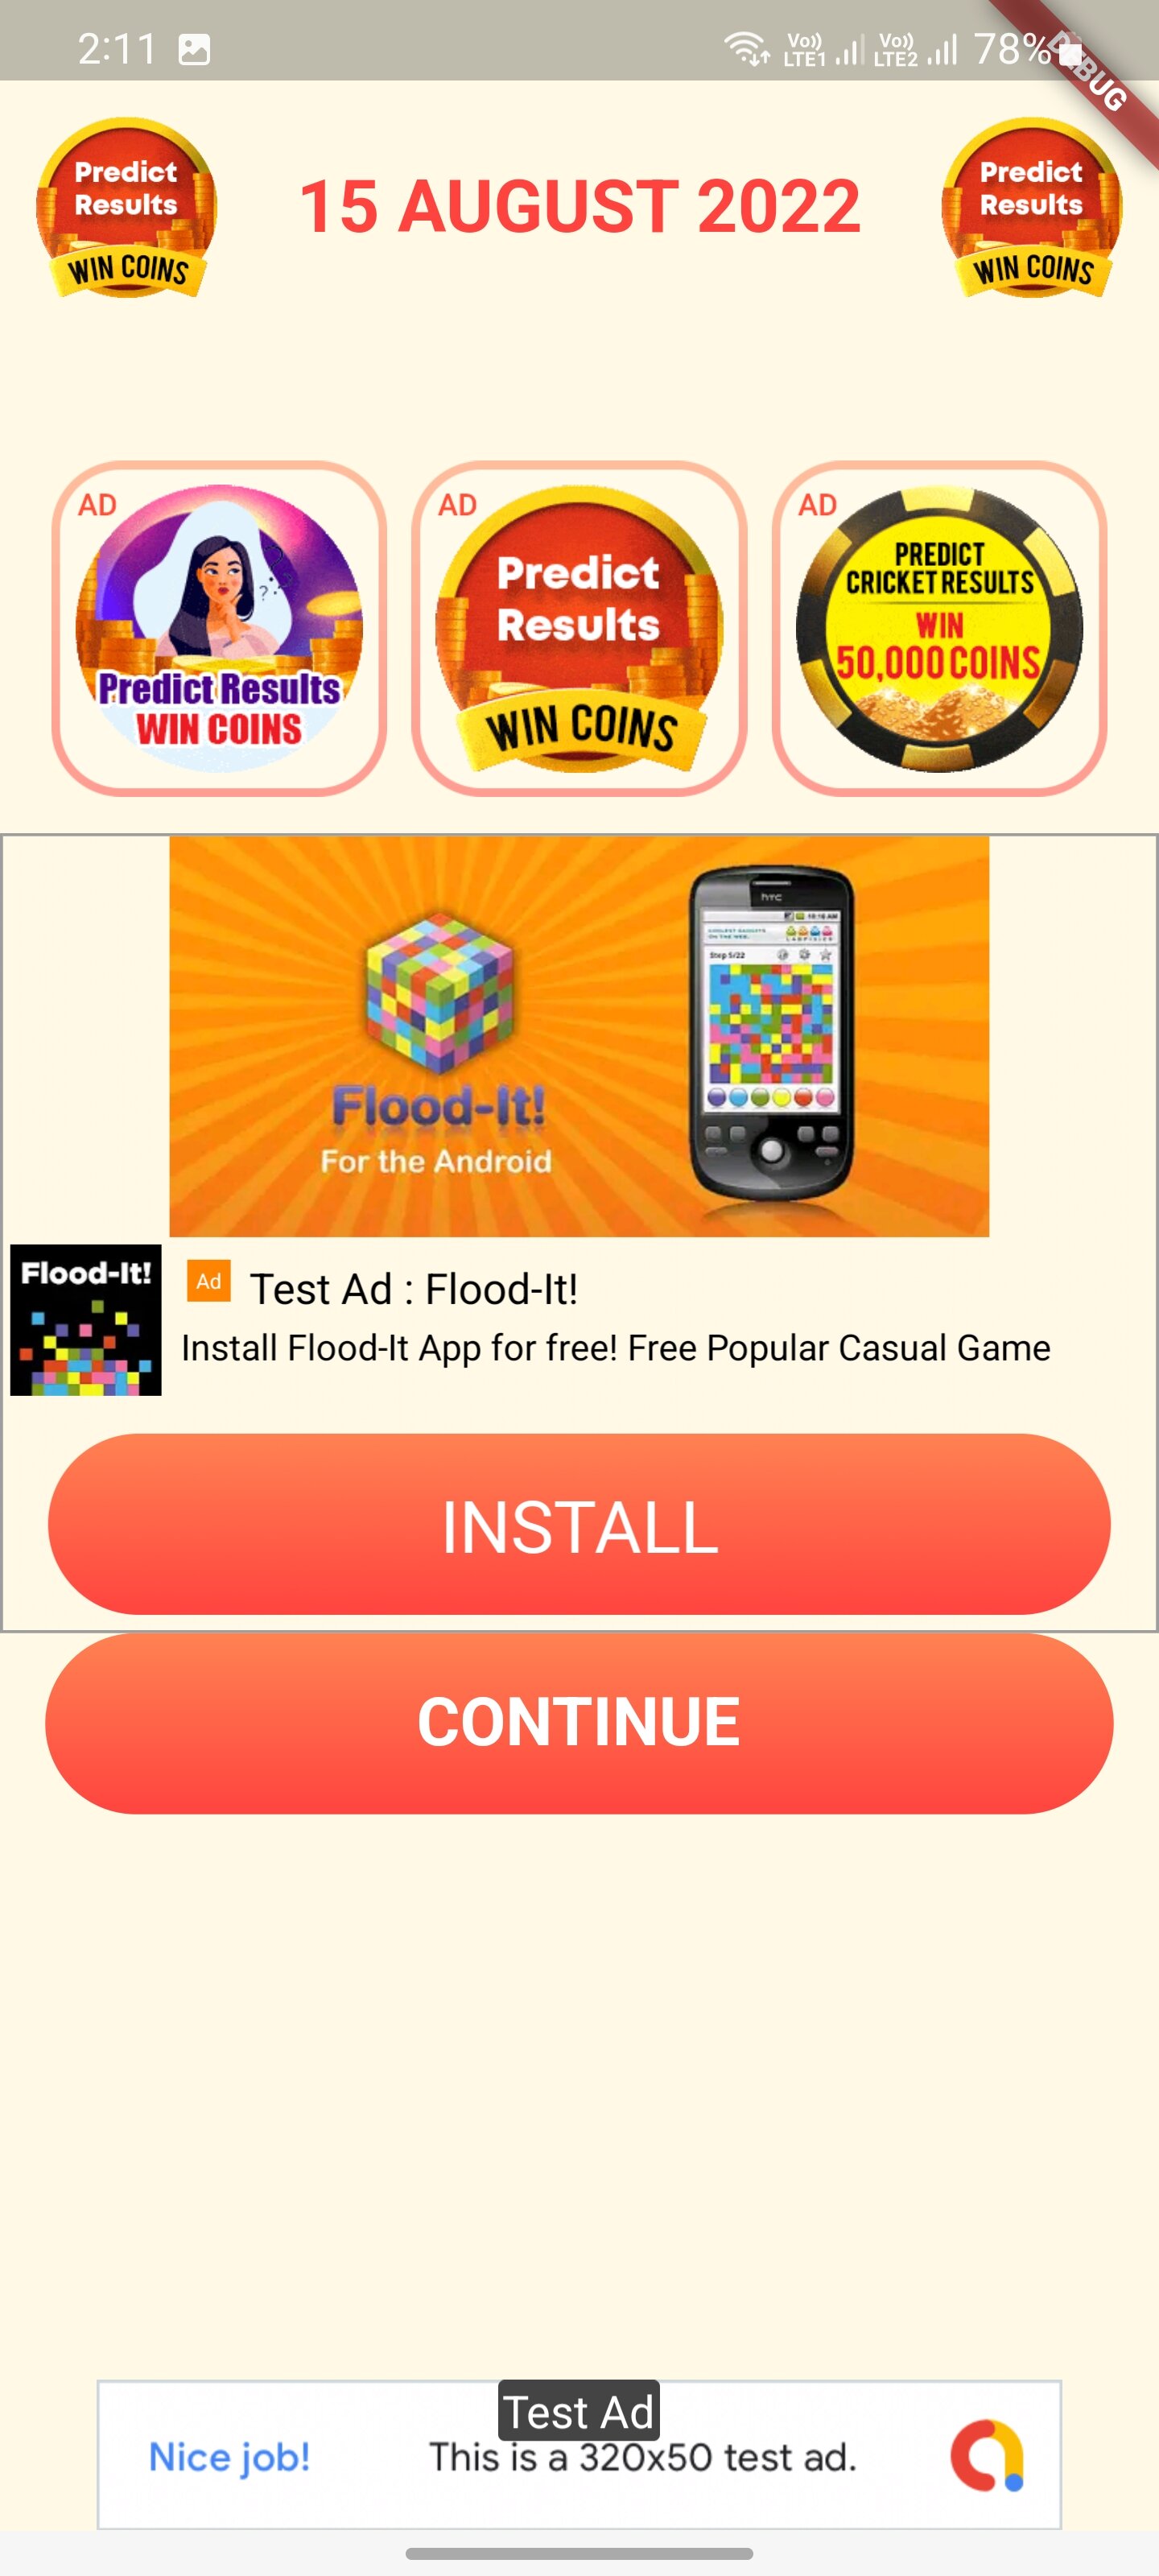 2:11
Vo)) LTE1
Vo)) LTE2
78%
DEBUG
Predict
Results
WIN COINS
15 AUGUST 2022
Predict
Results
WIN COINS
AD
Predict Results
WIN COINS
AD
Predict
Results
WIN COINS
AD
PREDICT
CRICKET RESULTS
WIN
50,000 COINS
Flood-It!
For the Android
hTC
10:16 AM
Step 5/22
Flood-It!
Ad
Test Ad : Flood-It!
Install Flood-It App for free! Free Popular Casual Game
INSTALL
CONTINUE
Test Ad
Nice job!
This is a 320x50 test ad.